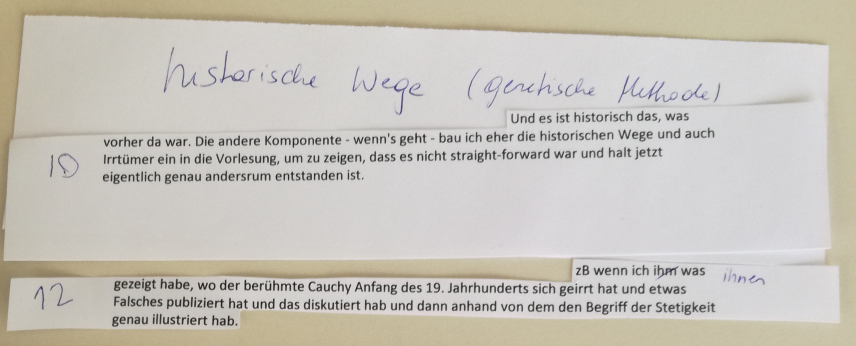 historische Wege (genetische Methode)
Und es ist historisch das, was
vorher da war. Die andere Komponente - wenn's geht - bau ich eher die historischen Wege und auch
10 Irrtümer ein in die Vorlesung, um zu zeigen, dass es nicht straight-forward war und halt jetzt
eigentlich genau andersrum entstanden ist.
zB wenn ich ihm was ihnen
12 gezeigt habe, wo der berühmte Cauchy Anfang des 19. Jahrhunderts sich geirrt hat und etwas
Falsches publiziert hat und das diskutiert hab und dann anhand von dem den Begriff der Stetigkeit
genau illustriert hab.